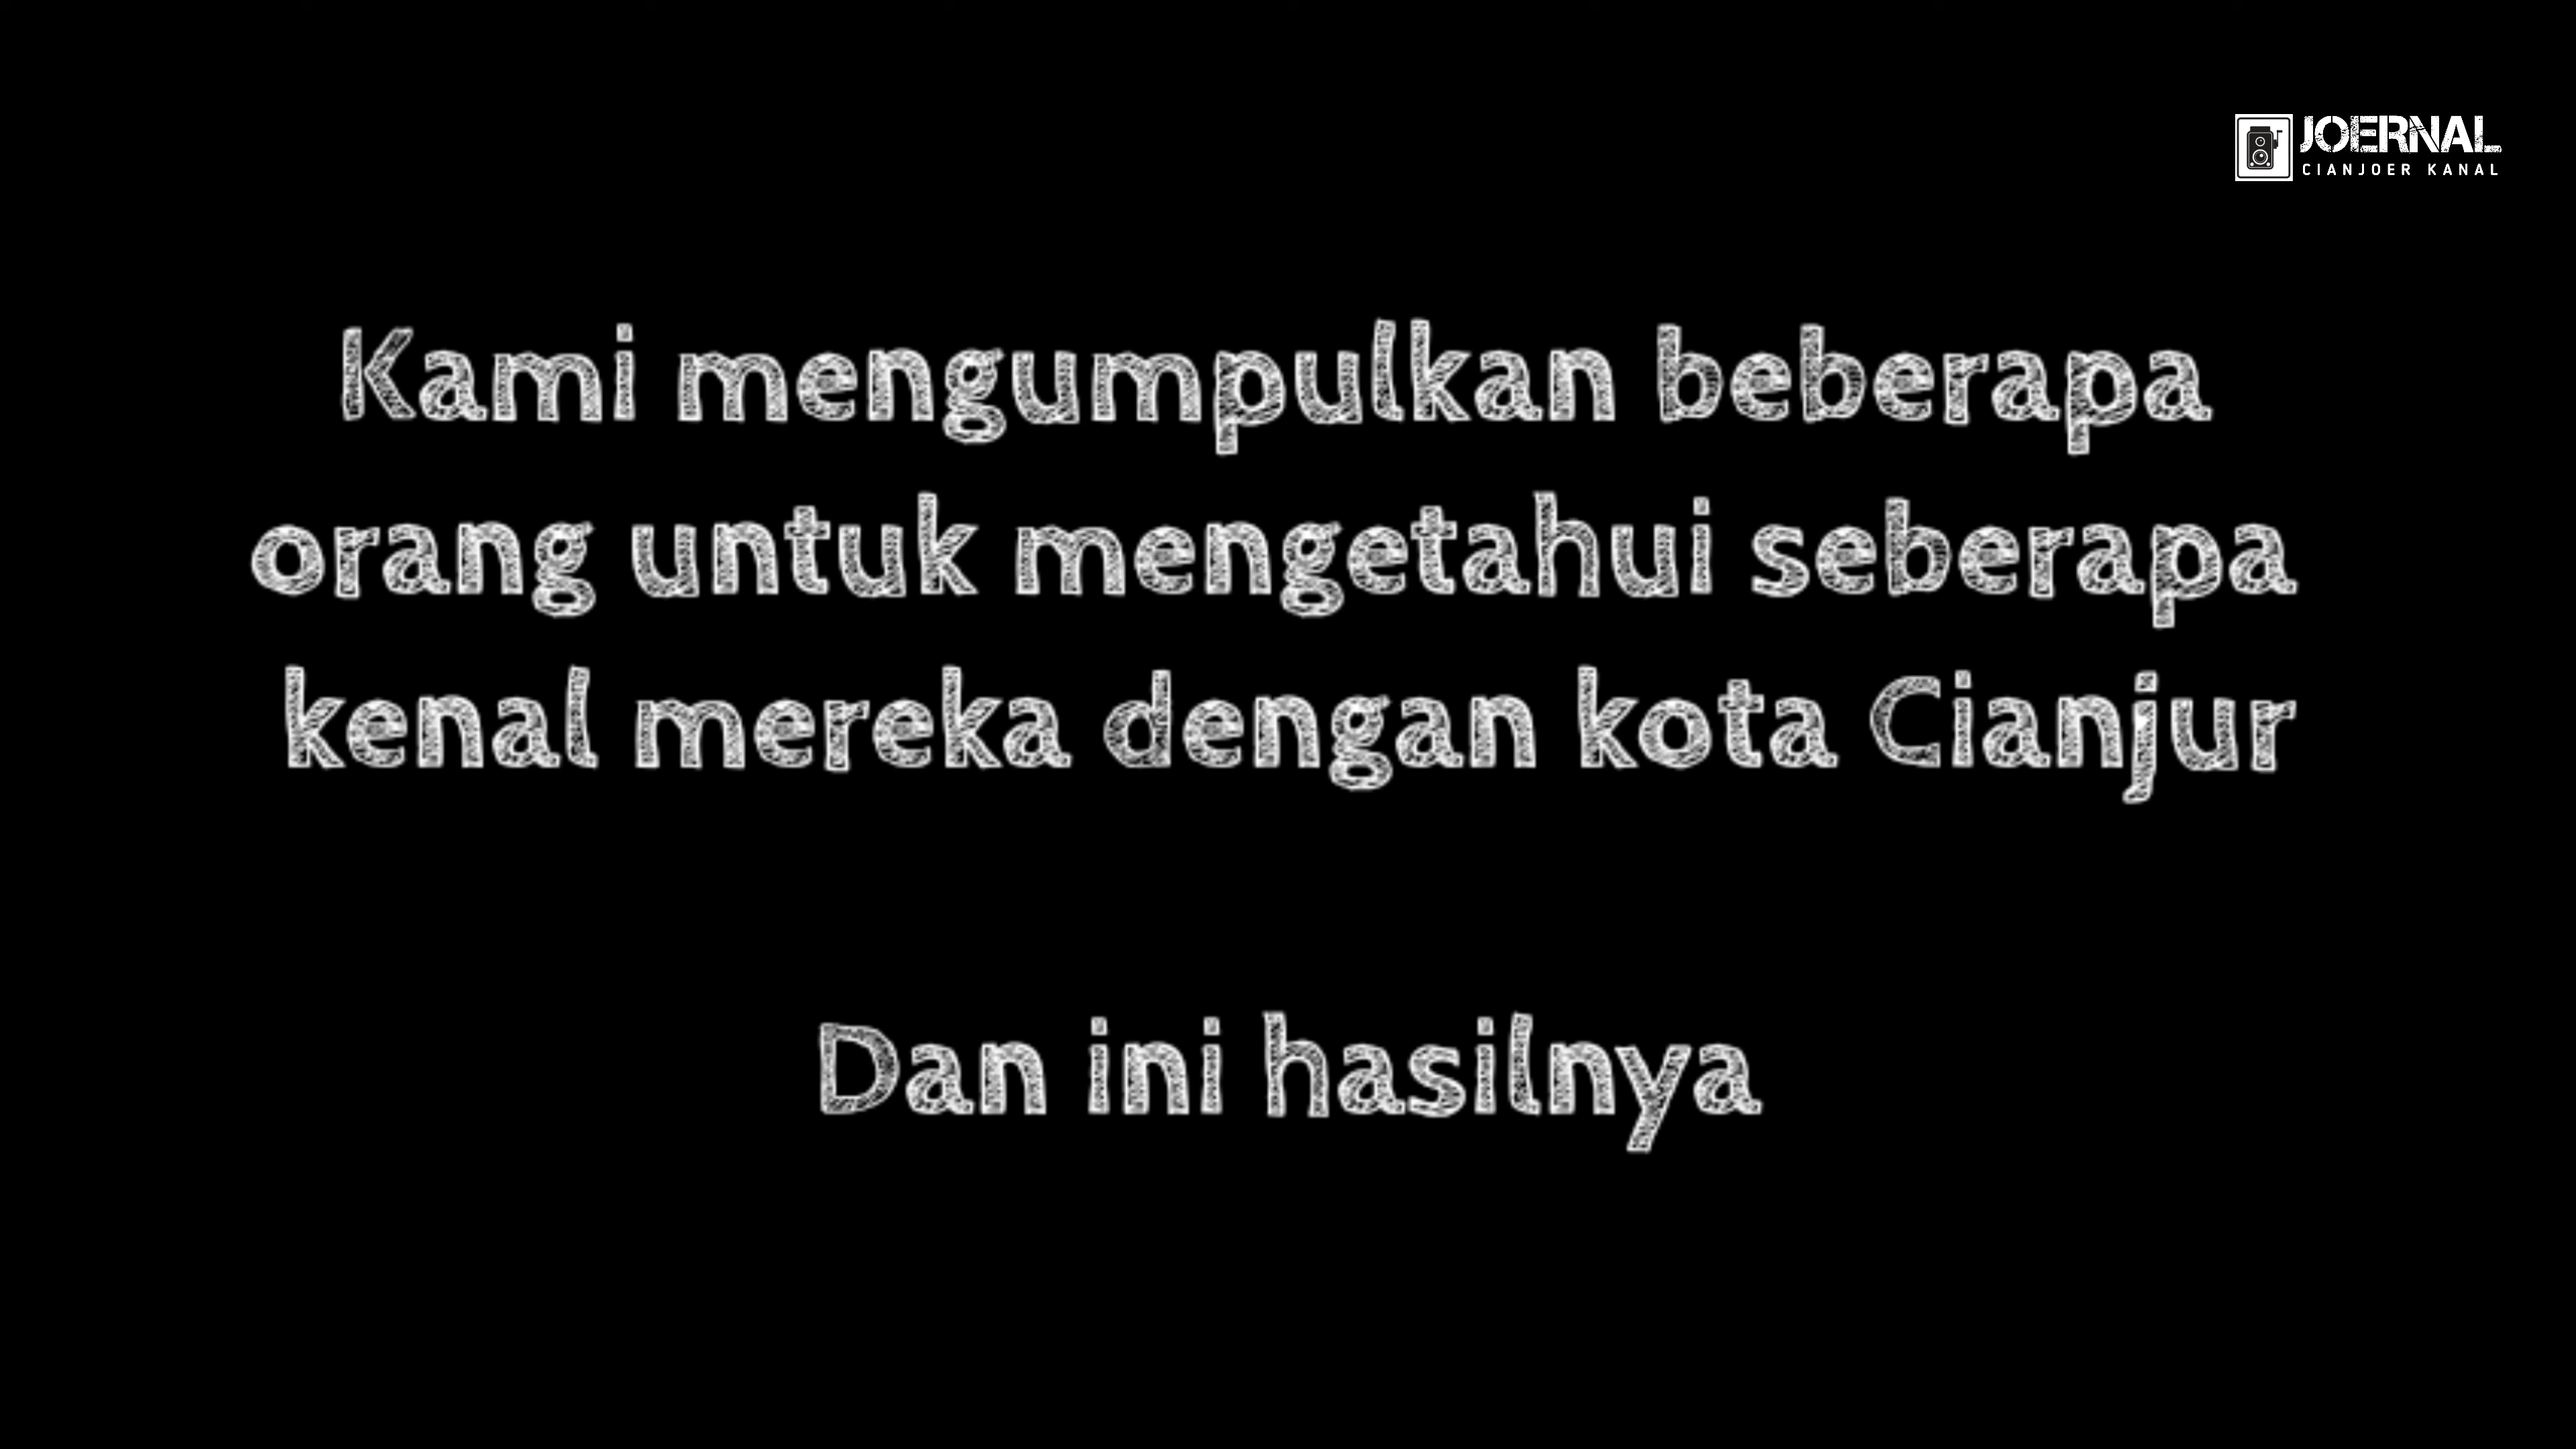 JOERNAL
CIANJOER KANAL
Kami mengumpulkan beberapa
orang untuk mengetahui seberapa
kenal mereka dengan kota Cianjur
Dan ini hasilnya